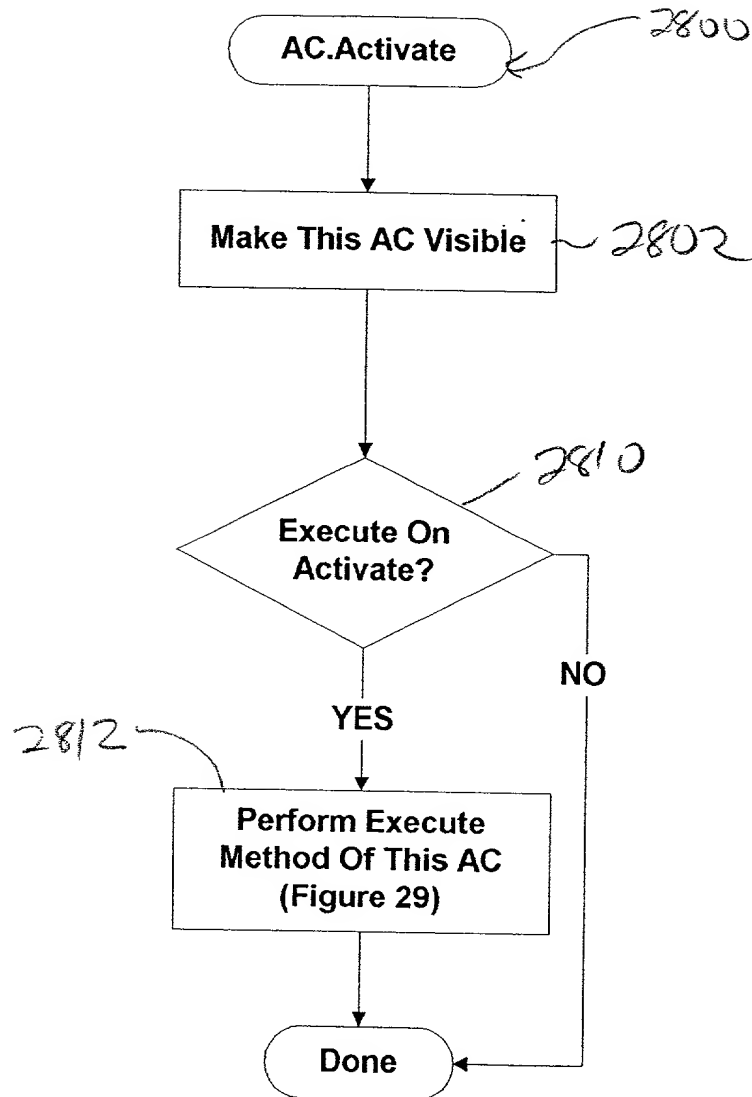 AC.Activate
2800
Make This AC Visible
2802
2810
Execute On
Activate?
NO
YES
2812
Perform Execute
Method Of This AC
(Figure 29)
Done